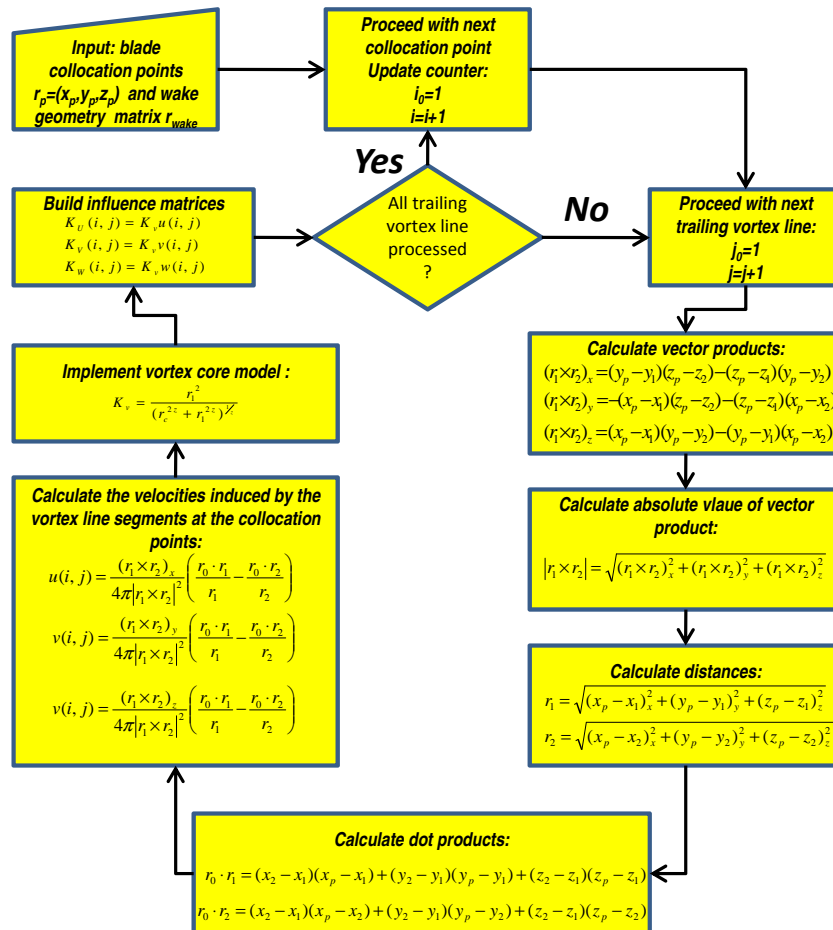 Input: blade
collocation points
r_p=(x_p,y_p,z_p) and wake
geometry matrix r_wake
Proceed with next
collocation point
Update counter:
i_0=1
i=i+1
Yes
All trailing
vortex line
processed
?
No
Proceed with next
trailing vortex line:
j_0=1
j=j+1
Calculate vector products:
(r_1×r_2)_x=(y_p−y_1)(z_p−z_2)−(z_p−z_1)(y_p−y_2)
(r_1×r_2)_y=−(x_p−x_1)(z_p−z_2)−(z_p−z_1)(x_p−x_2)
(r_1×r_2)_z=(x_p−x_1)(y_p−y_2)−(y_p−y_1)(x_p−x_2)
Calculate absolute vlaue of vector
product:
|r_1×r_2|=√((r_1×r_2)_x^2+(r_1×r_2)_y^2+(r_1×r_2)_z^2)
Calculate distances:
r_1=√((x_p−x_1)_x^2+(y_p−y_1)_y^2+(z_p−z_1)_z^2)
r_2=√((x_p−x_2)_x^2+(y_p−y_2)_y^2+(z_p−z_2)_z^2)
Calculate dot products:
r_0·r_1=(x_2−x_1)(x_p−x_1)+(y_2−y_1)(y_p−y_1)+(z_2−z_1)(z_p−z_1)
r_0·r_2=(x_2−x_1)(x_p−x_2)+(y_2−y_1)(y_p−y_2)+(z_2−z_1)(z_p−z_2)
Calculate the velocities induced by the
vortex line segments at the collocation
points:
u(i,j)=(r_1×r_2)_x/(4π|r_1×r_2|^2)(r_0·r_1/r_1−r_0·r_2/r_2)
v(i,j)=(r_1×r_2)_y/(4π|r_1×r_2|^2)(r_0·r_1/r_1−r_0·r_2/r_2)
v(i,j)=(r_1×r_2)_z/(4π|r_1×r_2|^2)(r_0·r_1/r_1−r_0·r_2/r_2)
Implement vortex core model :
K_v=r_1^2/(r_c^{2z}+r_1^{2z})^{1/z}
Build influence matrices
K_U(i,j)=K_v u(i,j)
K_V(i,j)=K_v v(i,j)
K_W(i,j)=K_v w(i,j)